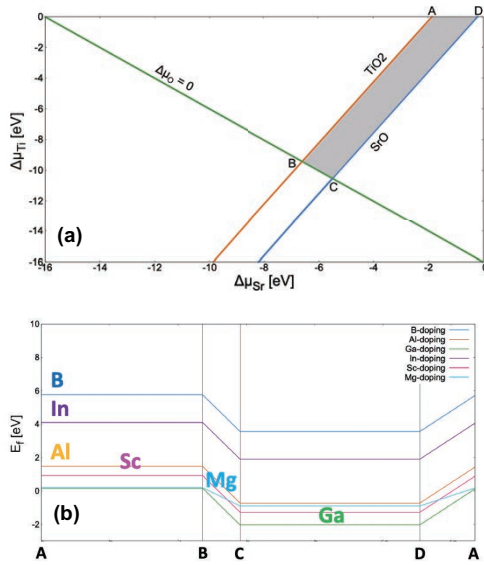 A D
0
-2
-4
-6
-8
-10
-12
-14
-16
Δμ_Ti [eV]
Δμ_O = 0
TiO2
SrO
B
C
(a)
-16 -14 -12 -10 -8 -6 -4 -2 0
Δμ_Sr [eV]
10
8
6
4
2
0
-2
E_f [eV]
B-doping
Al-doping
Ga-doping
In-doping
Sc-doping
Mg-doping
B
In
Al
Sc
Mg
Ga
(b)
A B C D A